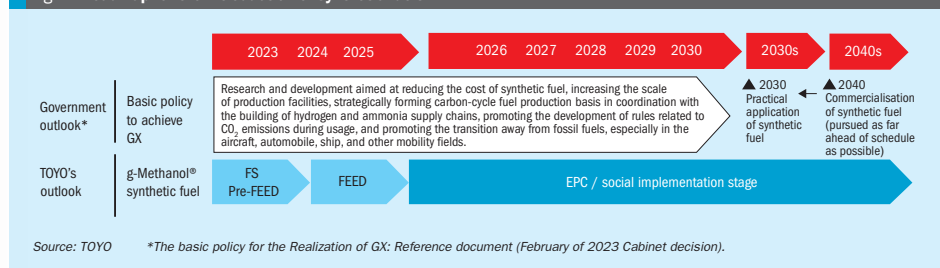 2023 2024 2025 2026 2027 2028 2029 2030 2030s 2040s
Government
outlook*
Basic policy
to achieve
GX
Research and development aimed at reducing the cost of synthetic fuel, increasing the scale
of production facilities, strategically forming carbon-cycle fuel production basis in coordination with
the building of hydrogen and ammonia supply chains, promoting the development of rules related to
CO₂ emissions during usage, and promoting the transition away from fossil fuels, especially in the
aircraft, automobile, ship, and other mobility fields.
▲ 2030
Practical
application
of synthetic
fuel
▲ 2040
Commercialisation
of synthetic fuel
(pursued as far
ahead of schedule
as possible)
TOYO's
outlook
g-Methanol®
synthetic fuel
FS
Pre-FEED
FEED
EPC / social implementation stage
Source: TOYO *The basic policy for the Realization of GX: Reference document (February of 2023 Cabinet decision).